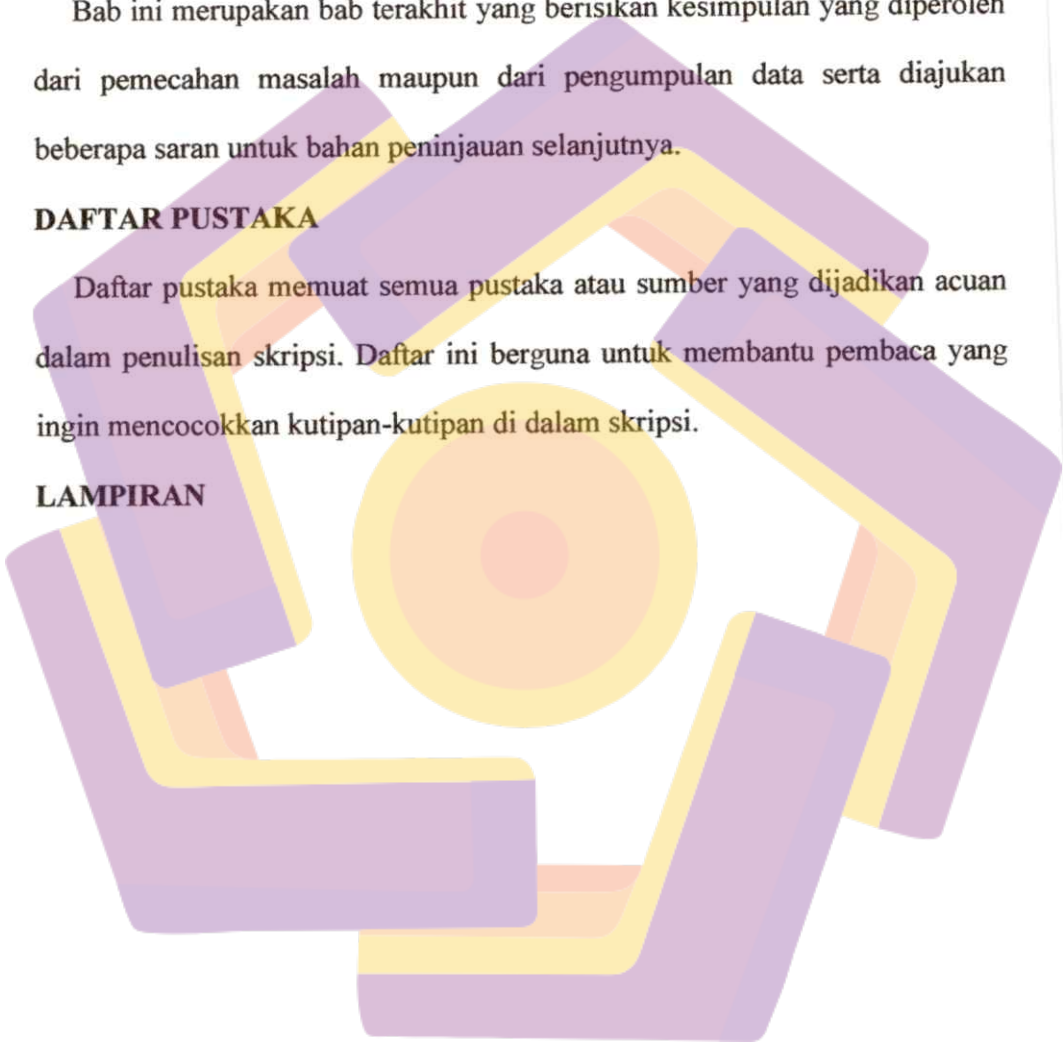 Bab ini merupakan bab terakhit yang berisikan kesimpulan yang diperoleh
dari pemecahan masalah maupun dari pengumpulan data serta diajukan
beberapa saran untuk bahan peninjauan selanjutnya.
DAFTAR PUSTAKA
Daftar pustaka memuat semua pustaka atau sumber yang dijadikan acuan
dalam penulisan skripsi. Daftar ini berguna untuk membantu pembaca yang
ingin mencocokkan kutipan-kutipan di dalam skripsi.
LAMPIRAN